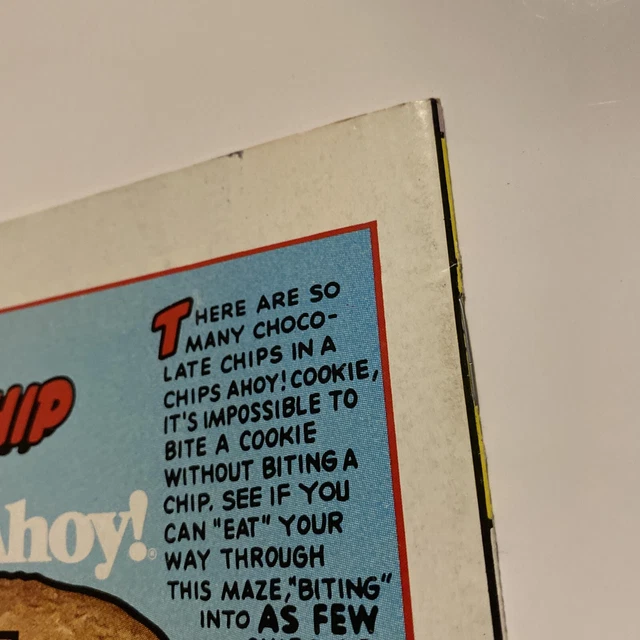 THERE ARE SO
MANY CHOCO-
LATE CHIPS IN A
CHIPS AHOY! COOKIE,
IT'S IMPOSSIBLE TO
BITE A COOKIE
WITHOUT BITING A
CHIP. SEE IF YOU
CAN "EAT" YOUR
WAY THROUGH
THIS MAZE, "BITING"
INTO AS FEW
HIP
Ahoy!®